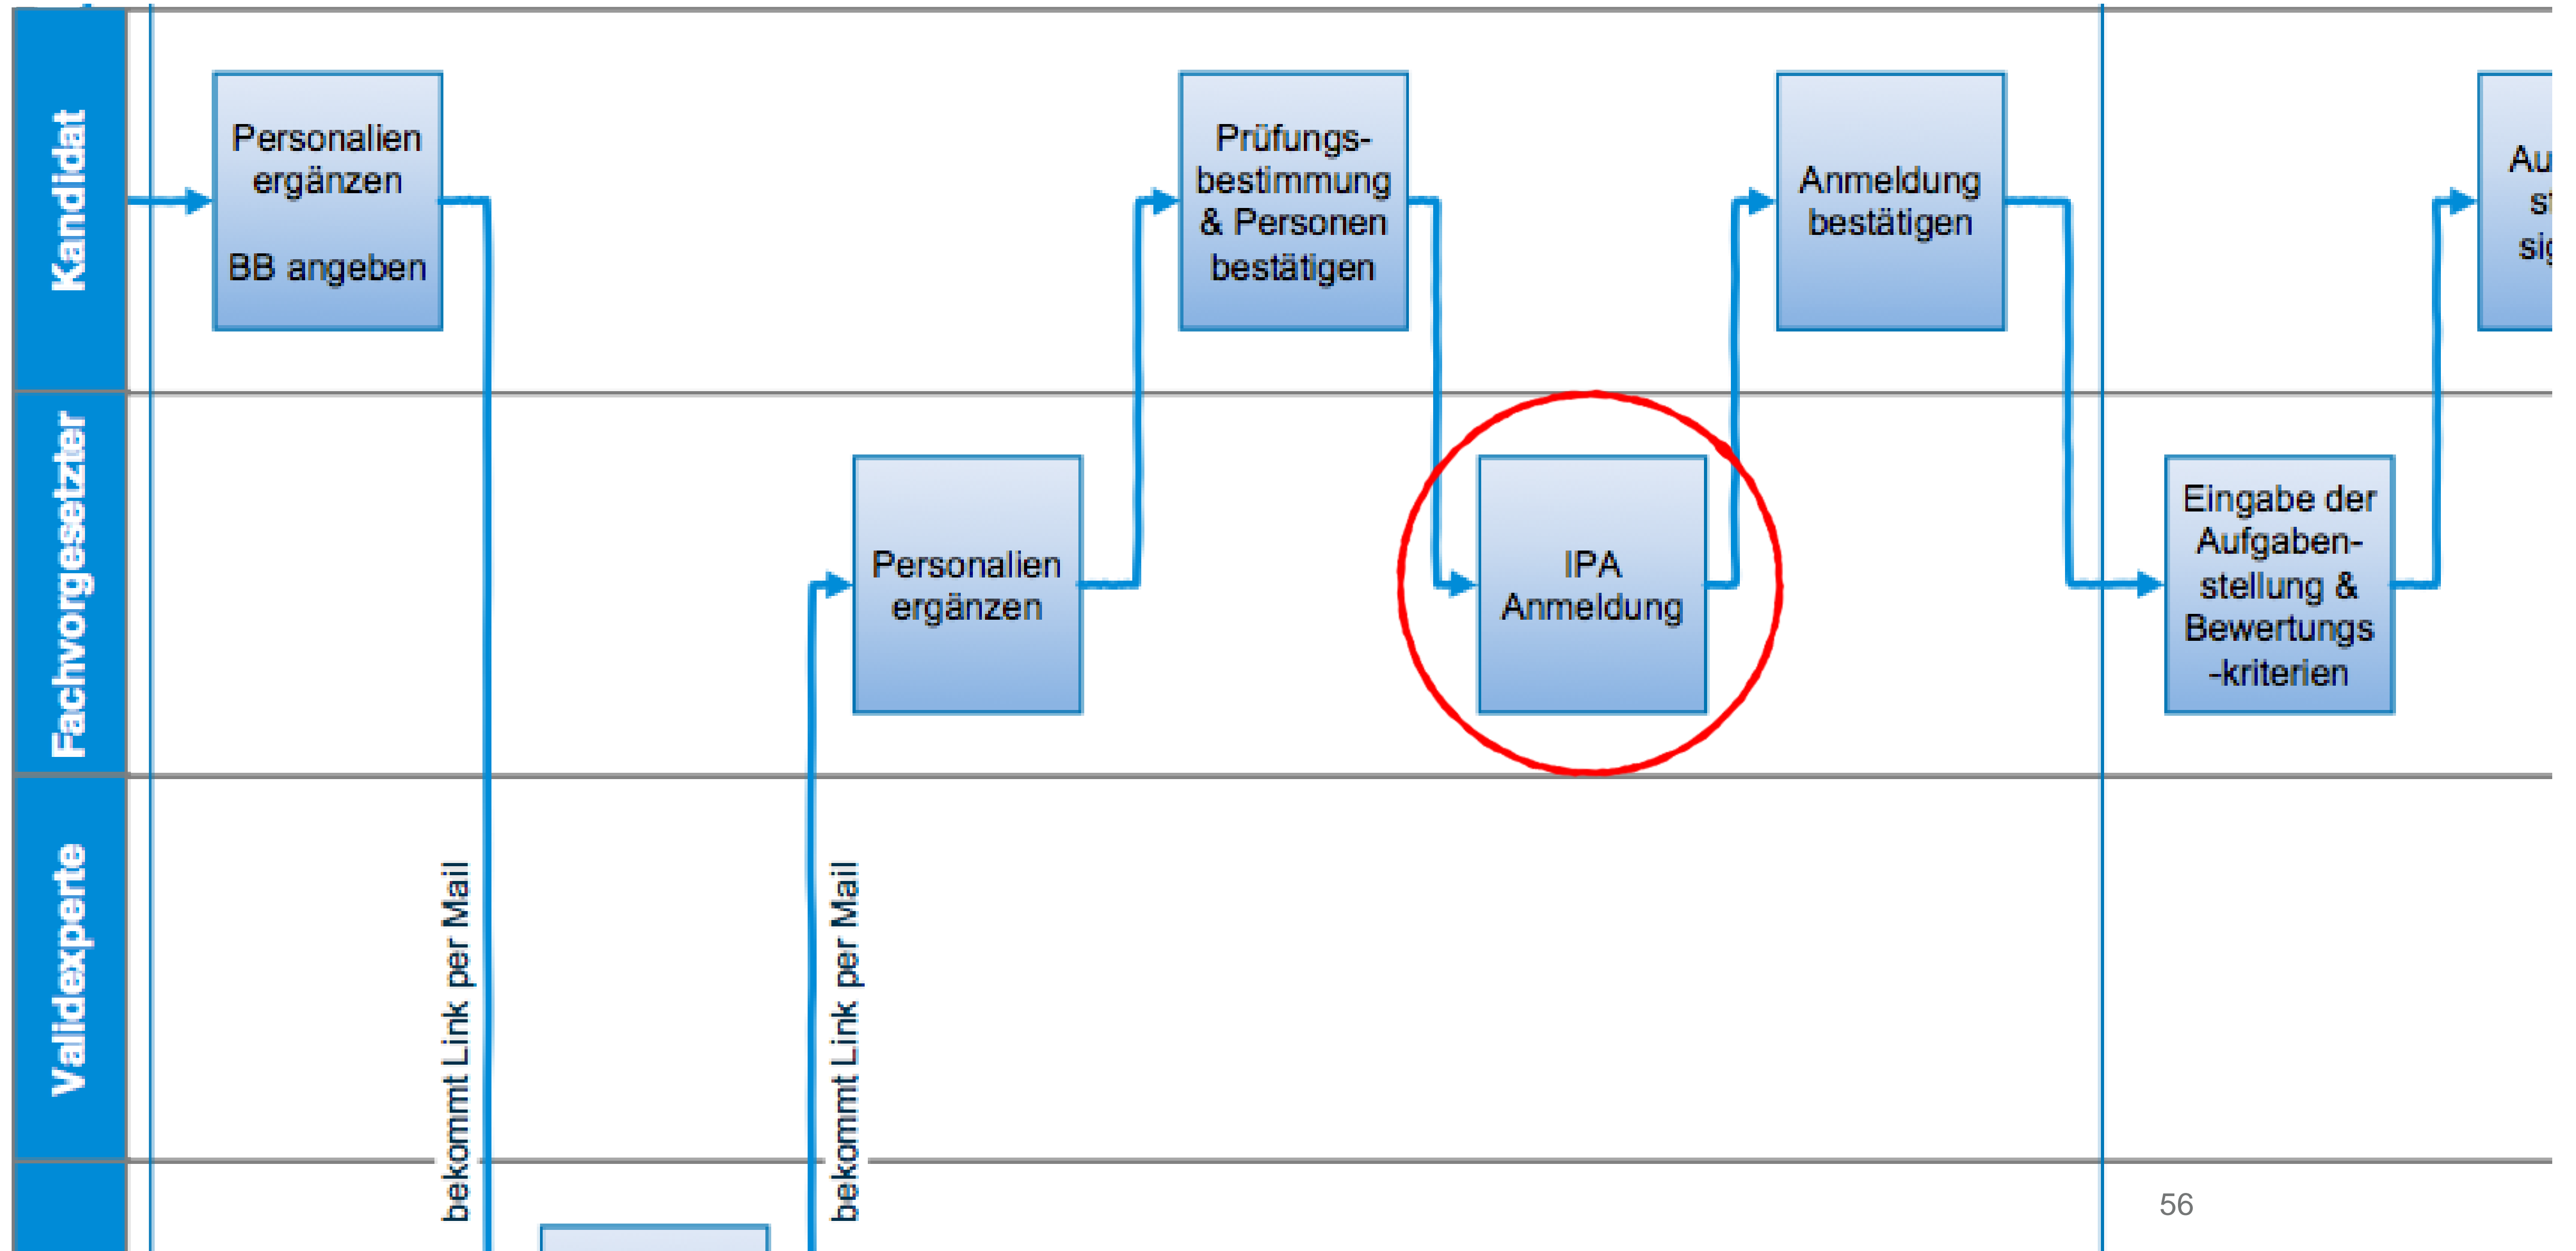 Kandidat
Personalien
ergänzen
BB angeben
Prüfungs-
bestimmung
& Personen
bestätigen
Anmeldung
bestätigen
Fachvorgesetzter
Personalien
ergänzen
IPA
Anmeldung
Eingabe der
Aufgaben-
stellung &
Bewertungs
-kriterien
Validexperte
bekommt Link per Mail
bekommt Link per Mail
56